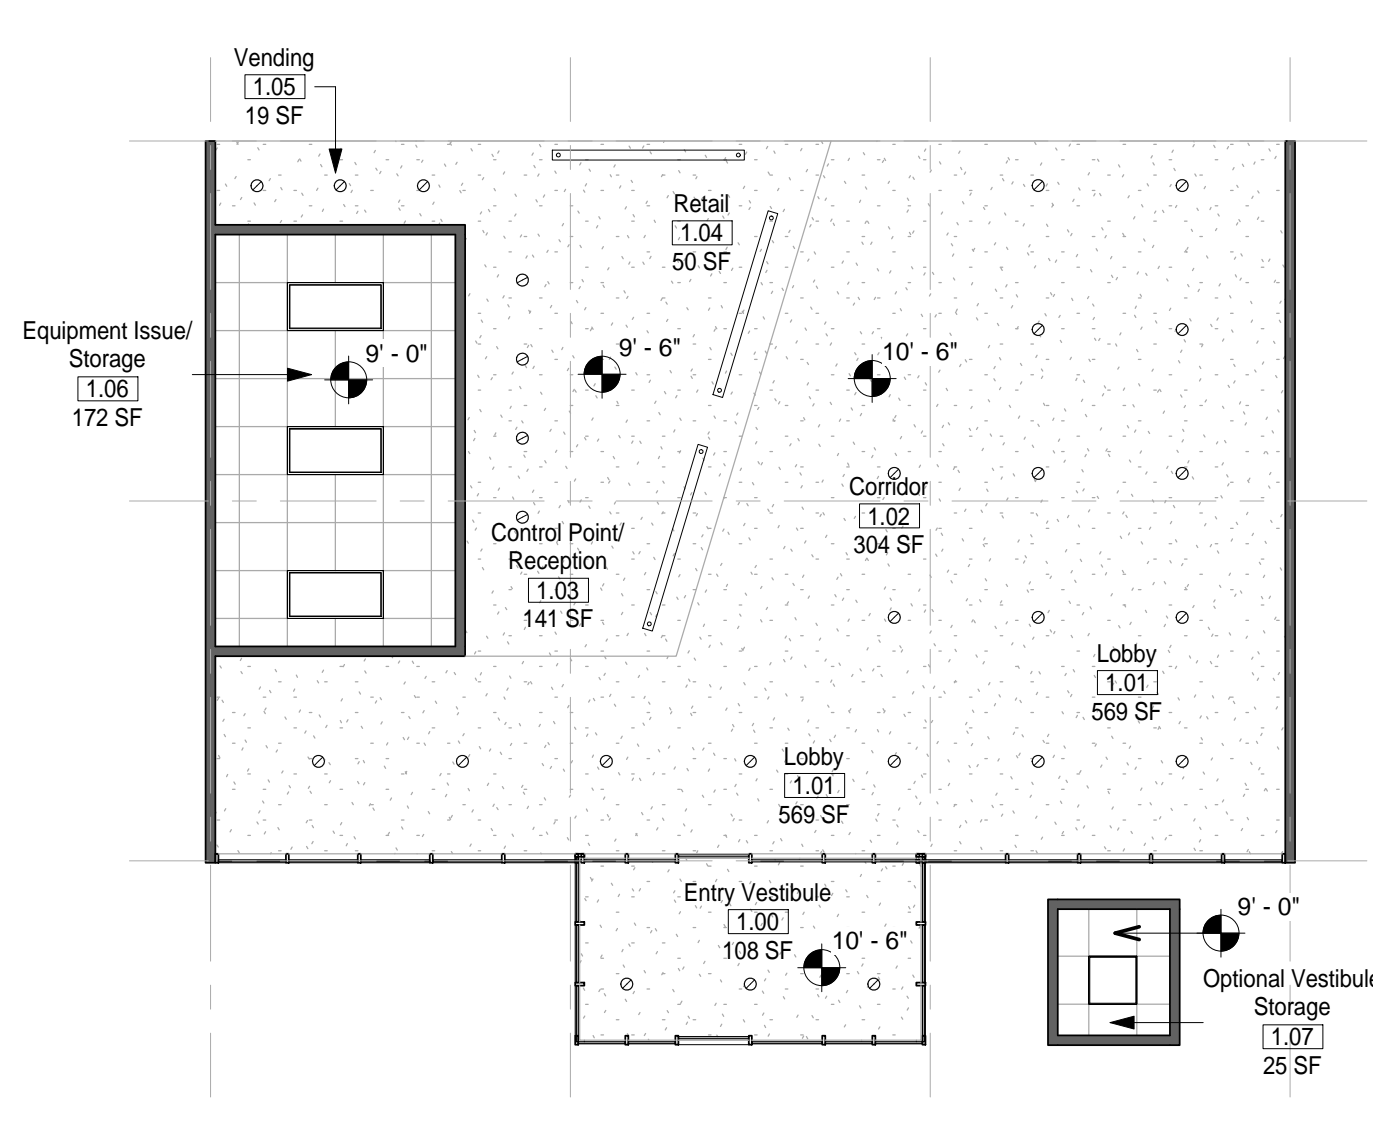 Vending
1.05
19 SF
Retail
1.04
50 SF
Equipment Issue/
Storage
1.06
172 SF
9' - 0"
9' - 6"
10' - 6"
Corridor
1.02
304 SF
Control Point/
Reception
1.03
141 SF
Lobby
1.01
569 SF
Lobby
1.01
569 SF
Entry Vestibule
1.00
108 SF
10' - 6"
9' - 0"
Optional Vestibule
Storage
1.07
25 SF